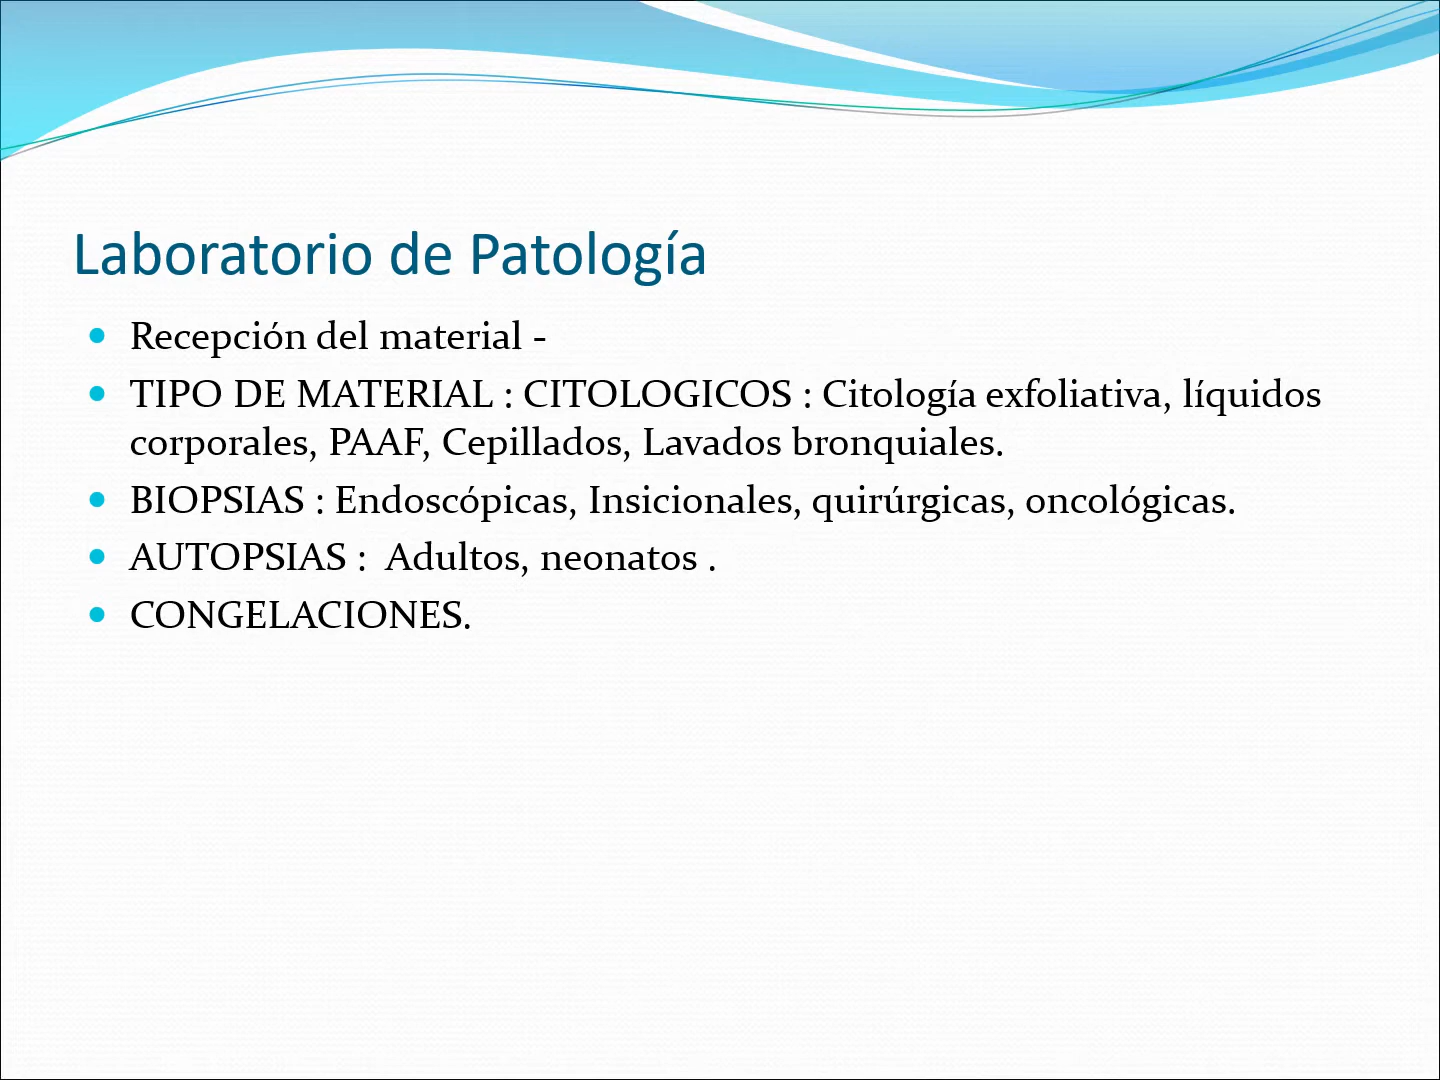 Laboratorio de Patología
Recepción del material -
TIPO DE MATERIAL : CITOLOGICOS : Citología exfoliativa, líquidos
corporales, PAAF, Cepillados, Lavados bronquiales.
BIOPSIAS : Endoscópicas, Insicionales, quirúrgicas, oncológicas.
AUTOPSIAS :  Adultos, neonatos .
CONGELACIONES.